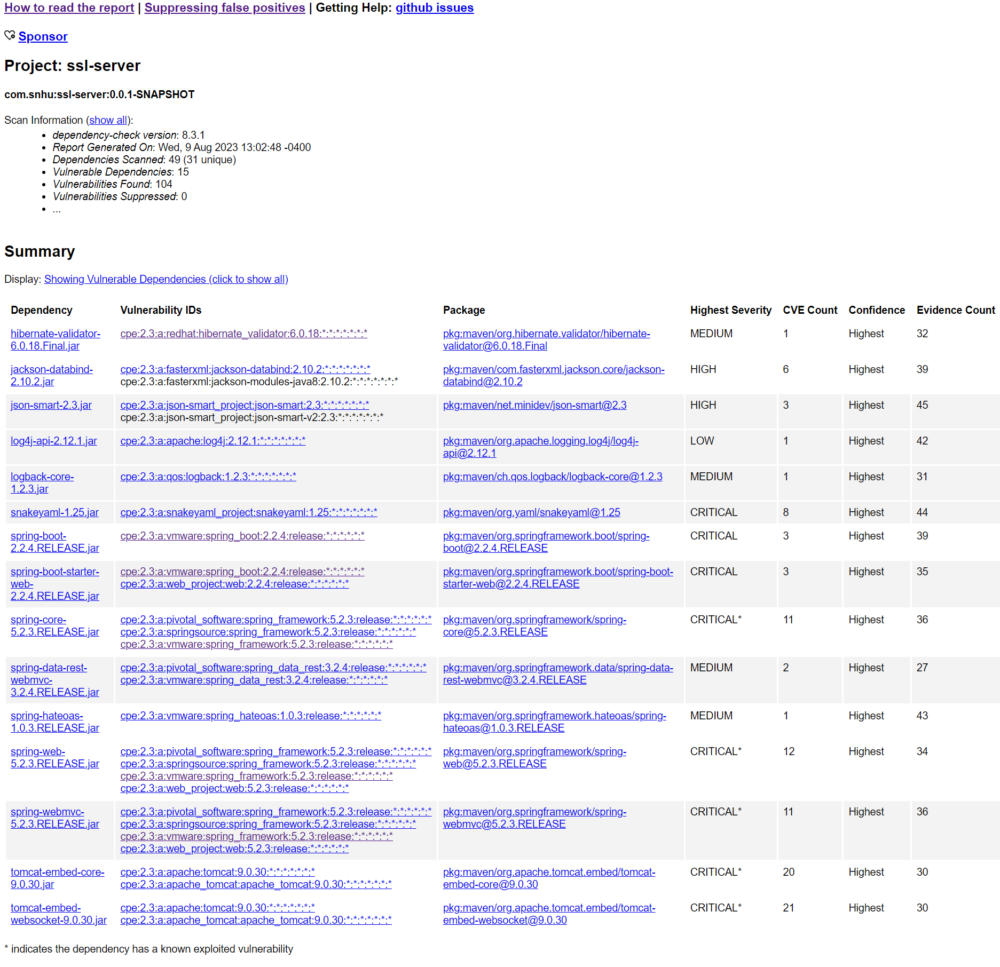 How to read the report | Suppressing false positives | Getting Help: github issues
Sponsor
Project: ssl-server
com.snhu:ssl-server:0.0.1-SNAPSHOT
Scan Information (show all):
• dependency-check version: 8.3.1
• Report Generated On: Wed, 9 Aug 2023 13:02:48 -0400
• Dependencies Scanned: 49 (31 unique)
• Vulnerable Dependencies: 15
• Vulnerabilities Found: 104
• Vulnerabilities Suppressed: 0
• ...
Summary
Display: Showing Vulnerable Dependencies (click to show all)
Dependency Vulnerability IDs Package Highest Severity CVE Count Confidence Evidence Count
hibernate-validator- cpe:2.3:a:redhat:hibernate_validator:6.0.18:*:*:*:*:*:*:* pkg:maven/org.hibernate.validator/hibernate- MEDIUM 1 Highest 32
6.0.18.Final.jar validator@6.0.18.Final
jackson-databind- cpe:2.3:a:fasterxml:jackson-databind:2.10.2:*:*:*:*:*:*:* pkg:maven/com.fasterxml.jackson.core/jackson- HIGH 6 Highest 39
2.10.2.jar cpe:2.3:a:fasterxml:jackson-modules-java8:2.10.2:*:*:*:*:*:*:* databind@2.10.2
json-smart-2.3.jar cpe:2.3:a:json-smart_project:json-smart:2.3:*:*:*:*:*:*:* pkg:maven/net.minidev/json-smart@2.3 HIGH 3 Highest 45
cpe:2.3:a:json-smart_project:json-smart-v2:2.3:*:*:*:*:*:*:*
log4j-api-2.12.1.jar cpe:2.3:a:apache:log4j:2.12.1:*:*:*:*:*:*:* pkg:maven/org.apache.logging.log4j/log4j- LOW 1 Highest 42
api@2.12.1
logback-core- cpe:2.3:a:qos:logback:1.2.3:*:*:*:*:*:*:* pkg:maven/ch.qos.logback/logback-core@1.2.3 MEDIUM 1 Highest 31
1.2.3.jar
snakeyaml-1.25.jar cpe:2.3:a:snakeyaml_project:snakeyaml:1.25:*:*:*:*:*:*:* pkg:maven/org.yaml/snakeyaml@1.25 CRITICAL 8 Highest 44
spring-boot- cpe:2.3:a:vmware:spring_boot:2.2.4:release:*:*:*:*:*:* pkg:maven/org.springframework.boot/spring- CRITICAL 3 Highest 39
2.2.4.RELEASE.jar boot@2.2.4.RELEASE
spring-boot-starter- cpe:2.3:a:vmware:spring_boot:2.2.4:release:*:*:*:*:*:* pkg:maven/org.springframework.boot/spring-boot- CRITICAL 3 Highest 35
web- cpe:2.3:a:web_project:web:2.2.4:release:*:*:*:*:*:* starter-web@2.2.4.RELEASE
2.2.4.RELEASE.jar
spring-core- cpe:2.3:a:pivotal_software:spring_framework:5.2.3:release:*:*:*:*:*:* pkg:maven/org.springframework/spring- CRITICAL* 11 Highest 36
5.2.3.RELEASE.jar cpe:2.3:a:springsource:spring_framework:5.2.3:release:*:*:*:*:*:* core@5.2.3.RELEASE
cpe:2.3:a:vmware:spring_framework:5.2.3:release:*:*:*:*:*:*
spring-data-rest- cpe:2.3:a:pivotal_software:spring_data_rest:3.2.4:release:*:*:*:*:*:* pkg:maven/org.springframework.data/spring-data- MEDIUM 2 Highest 27
webmvc- cpe:2.3:a:vmware:spring_data_rest:3.2.4:release:*:*:*:*:*:* rest-webmvc@3.2.4.RELEASE
3.2.4.RELEASE.jar
spring-hateoas- cpe:2.3:a:vmware:spring_hateoas:1.0.3:release:*:*:*:*:*:* pkg:maven/org.springframework.hateoas/spring- MEDIUM 1 Highest 43
1.0.3.RELEASE.jar hateoas@1.0.3.RELEASE
spring-web- cpe:2.3:a:pivotal_software:spring_framework:5.2.3:release:*:*:*:*:*:* pkg:maven/org.springframework/spring- CRITICAL* 12 Highest 34
5.2.3.RELEASE.jar cpe:2.3:a:springsource:spring_framework:5.2.3:release:*:*:*:*:*:* web@5.2.3.RELEASE
cpe:2.3:a:vmware:spring_framework:5.2.3:release:*:*:*:*:*:*
cpe:2.3:a:web_project:web:5.2.3:release:*:*:*:*:*:*
spring-webmvc- cpe:2.3:a:pivotal_software:spring_framework:5.2.3:release:*:*:*:*:*:* pkg:maven/org.springframework/spring- CRITICAL* 11 Highest 36
5.2.3.RELEASE.jar cpe:2.3:a:springsource:spring_framework:5.2.3:release:*:*:*:*:*:* webmvc@5.2.3.RELEASE
cpe:2.3:a:vmware:spring_framework:5.2.3:release:*:*:*:*:*:*
cpe:2.3:a:web_project:web:5.2.3:release:*:*:*:*:*:*
tomcat-embed-core- cpe:2.3:a:apache:tomcat:9.0.30:*:*:*:*:*:*:* pkg:maven/org.apache.tomcat.embed/tomcat- CRITICAL* 20 Highest 30
9.0.30.jar cpe:2.3:a:apache_tomcat:apache_tomcat:9.0.30:*:*:*:*:*:*:* embed-core@9.0.30
tomcat-embed- cpe:2.3:a:apache:tomcat:9.0.30:*:*:*:*:*:*:* pkg:maven/org.apache.tomcat.embed/tomcat- CRITICAL* 21 Highest 30
websocket-9.0.30.jar cpe:2.3:a:apache_tomcat:apache_tomcat:9.0.30:*:*:*:*:*:*:* embed-websocket@9.0.30
* indicates the dependency has a known exploited vulnerability